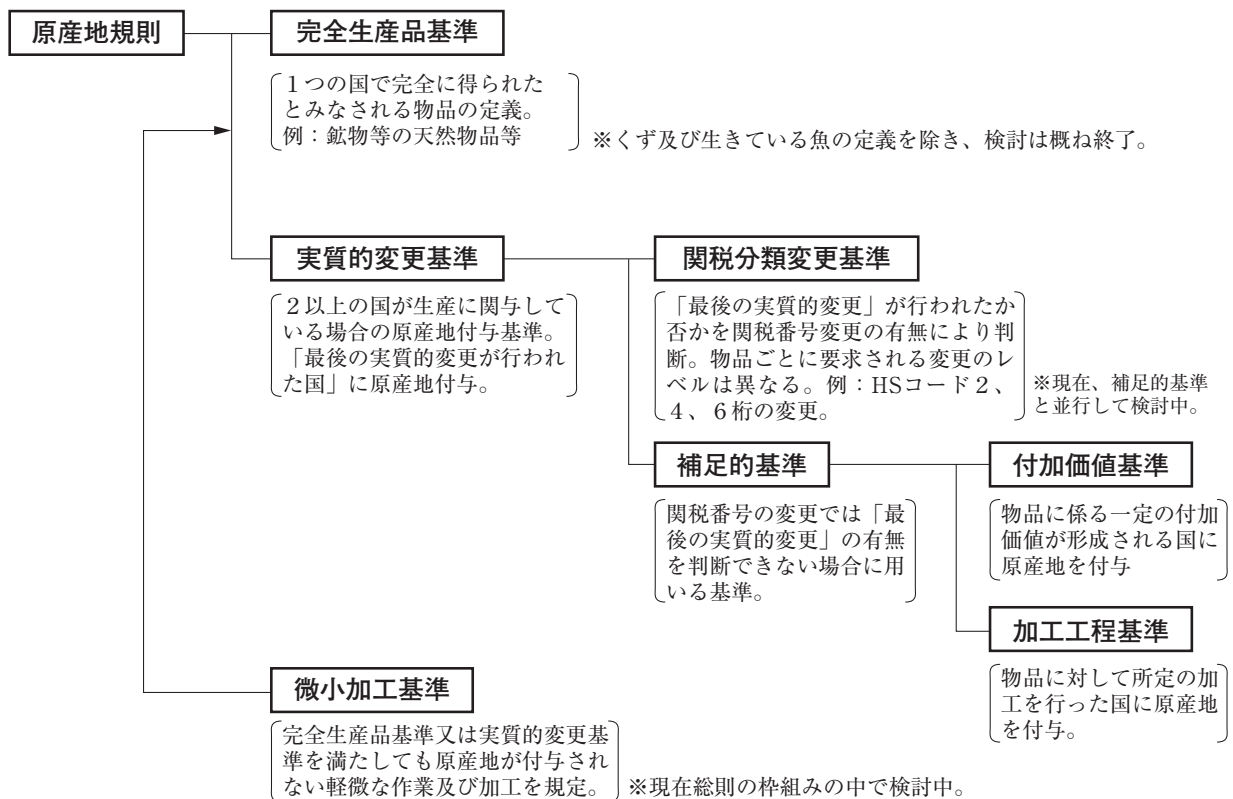 原産地規則
完全生産品基準
１つの国で完全に得られた
とみなされる物品の定義。
例：鉱物等の天然物品等
※くず及び生きている魚の定義を除き、検討は概ね終了。
実質的変更基準
２以上の国が生産に関与して
いる場合の原産地付与基準。
「最後の実質的変更が行われ
た国」に原産地付与。
関税分類変更基準
「最後の実質的変更」が行われたか
否かを関税番号変更の有無により判
断。物品ごとに要求される変更のレ
ベルは異なる。例：HSコード２、
４、６桁の変更。
※現在、補足的基準
と並行して検討中。
補足的基準
関税番号の変更では「最
後の実質的変更」の有無
を判断できない場合に用
いる基準。
付加価値基準
物品に係る一定の付加
価値が形成される国に
原産地を付与
加工工程基準
物品に対して所定の加
工を行った国に原産地
を付与。
微小加工基準
完全生産品基準又は実質的変更基
準を満たしても原産地が付与され
ない軽微な作業及び加工を規定。
※現在総則の枠組みの中で検討中。